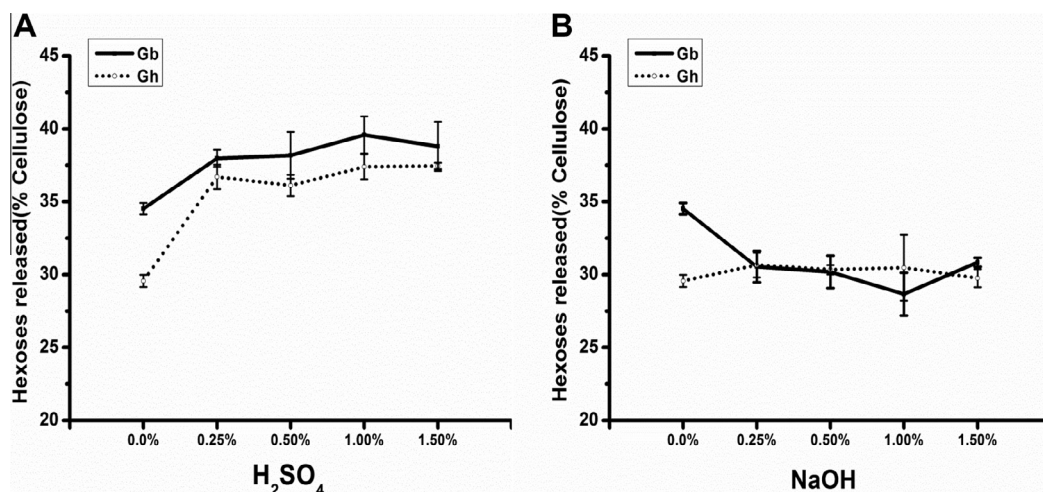 A
Hexoses released(% Cellulose)
45
40
35
30
25
20
Gb
Gh
0.0% 0.25% 0.50% 1.00% 1.50%
H₂SO₄
B
Hexoses released(% Cellulose)
45
40
35
30
25
20
Gb
Gh
0.0% 0.25% 0.50% 1.00% 1.50%
NaOH